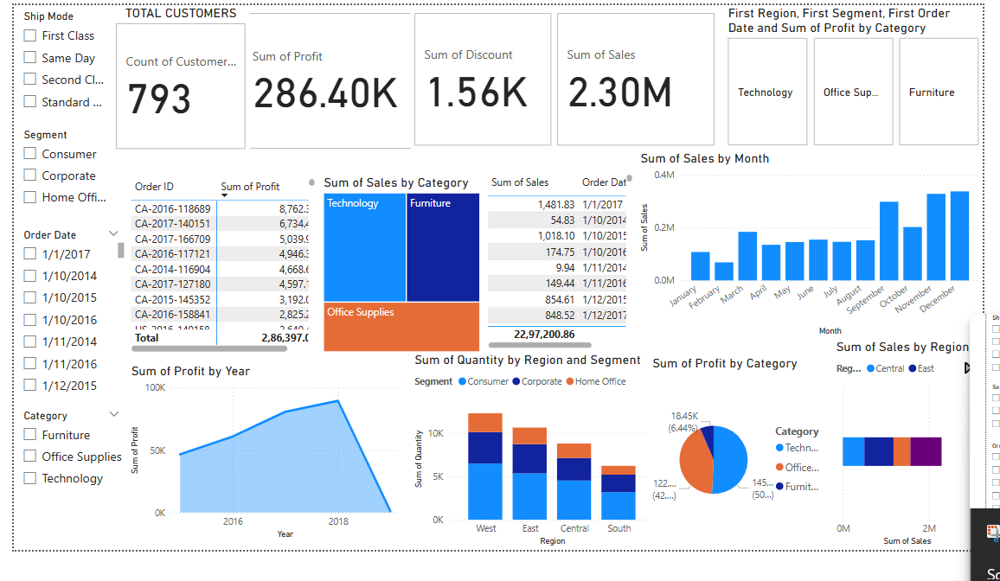 Ship Mode
First Class
Same Day
Second Cl...
Standard ...
Segment
Consumer
Corporate
Home Offi...
Order Date
1/1/2017
1/10/2014
1/10/2015
1/10/2016
1/11/2014
1/11/2016
1/12/2015
Category
Furniture
Office Supplies
Technology
TOTAL CUSTOMERS
Count of Customer...
793
Sum of Profit
286.40K
Sum of Discount
1.56K
Sum of Sales
2.30M
First Region, First Segment, First Order
Date and Sum of Profit by Category
Technology
Office Sup...
Furniture
Order ID Sum of Profit
CA-2016-118689 8,762.3
CA-2017-140151 6,734.4
CA-2017-166709 5,039.9
CA-2016-117121 4,946.3
CA-2014-116904 4,668.6
CA-2017-127180 4,597.1
CA-2015-145352 3,192.0
CA-2016-158841 2,825.2
Total 2,86,397.0
Sum of Sales by Category
Technology
Furniture
Office Supplies
Sum of Sales Order Dat
1,481.83 1/1/2017
54.83 1/10/2014
1,018.10 1/10/2015
174.75 1/10/2016
9.94 1/11/2014
149.44 1/11/2016
854.61 1/12/2015
848.52 1/12/2017
22,97,200.86
Sum of Sales by Month
Sum of Sales
0.4M
0.2M
0.0M
January
February
March
April
May
June
July
August
September
October
November
December
Month
Sum of Profit by Year
Sum of Profit
100K
50K
0K
2016
2018
Year
Sum of Quantity by Region and Segment
Segment Consumer Corporate Home Office
Sum of Quantity
10K
5K
0K
West
East
Central
South
Region
Sum of Profit by Category
18.45K
(6.44%)
122....
(42....)
145...
(50...)
Category
Techn...
Office...
Furnit...
Sum of Sales by Region
Reg... Central East
0M
2M
Sum of Sales